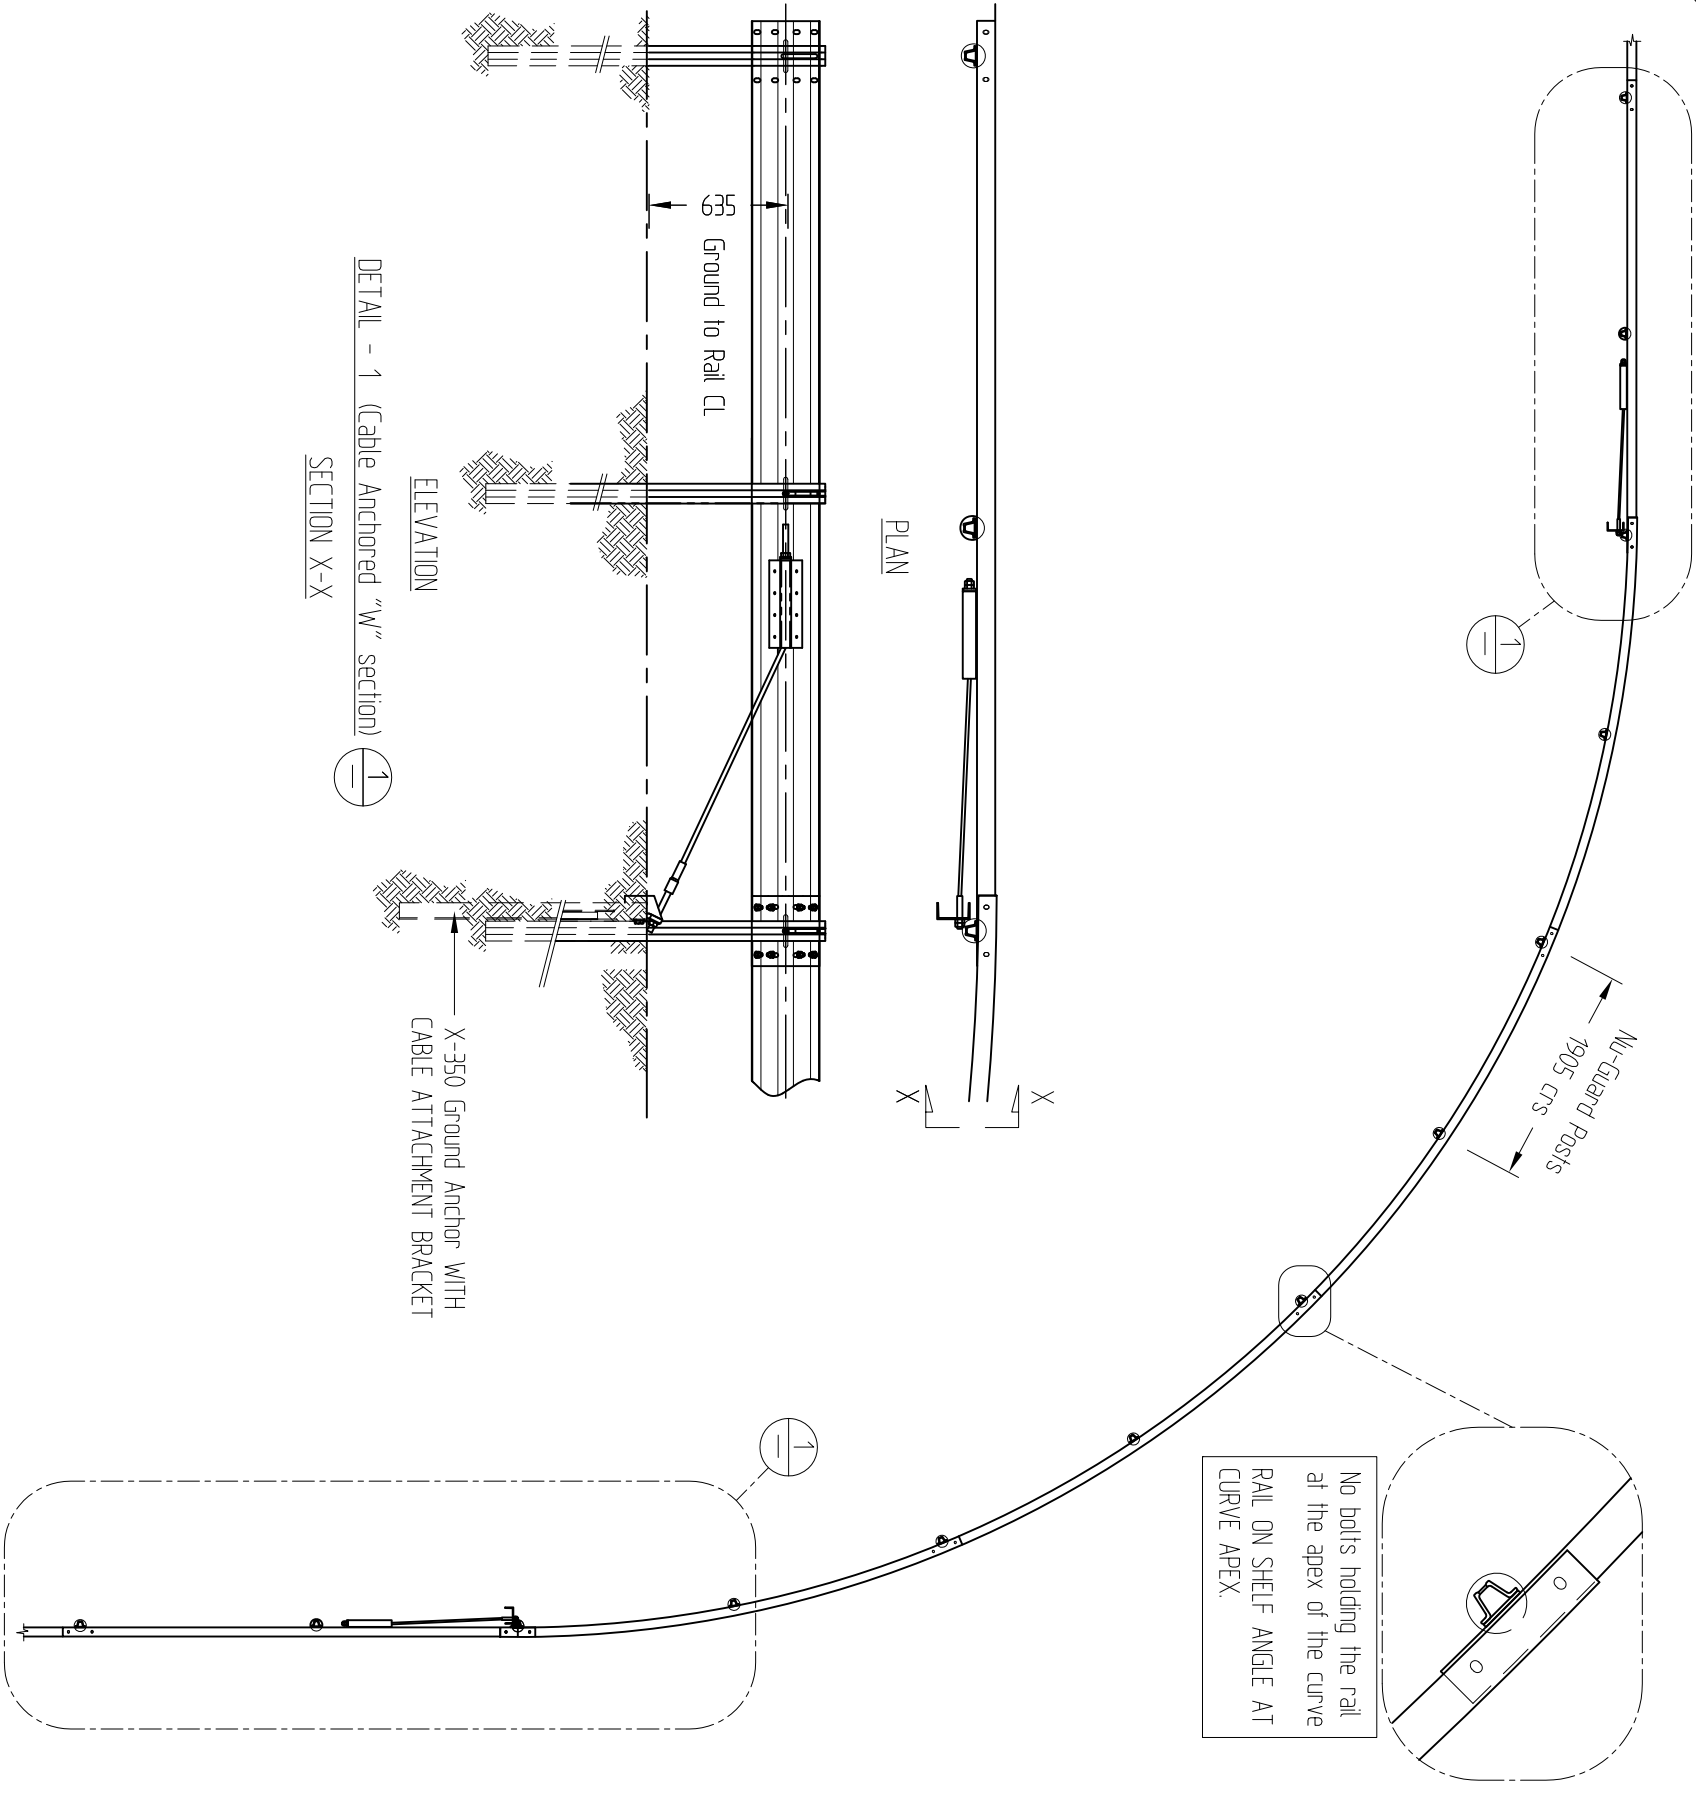 Nu-Guard Posts
1905 crs
No bolts holding the rail
at the apex of the curve
RAIL ON SHELF ANGLE AT
CURVE APEX.
1
—
1
—
X
X
PLAN
635 Ground to Rail CL
X-350 Ground Anchor WITH
CABLE ATTACHMENT BRACKET
ELEVATION
DETAIL - 1 (Cable Anchored "W" section)
1
—
SECTION X-X